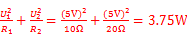 U₁²/R₁ + U₂²/R₂ = (5V)²/10Ω + (5V)²/20Ω = 3.75W